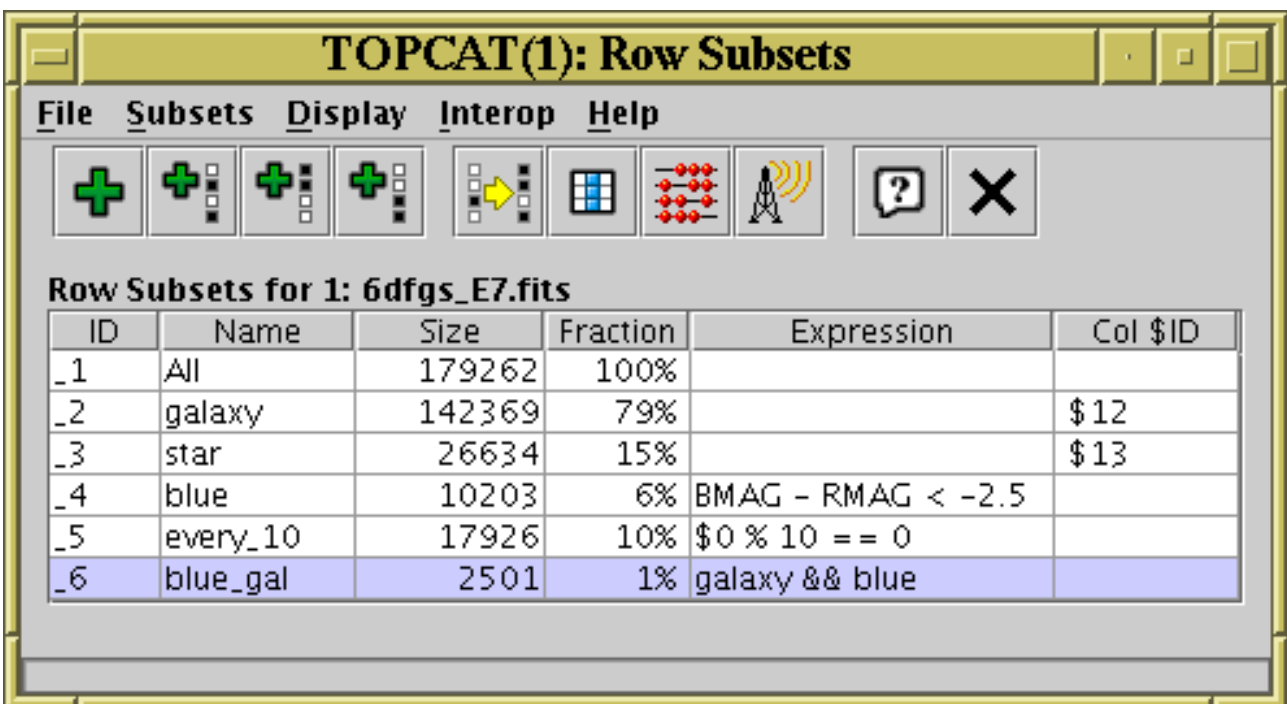 TOPCAT(1): Row Subsets
File Subsets Display Interop Help
?
Row Subsets for 1: 6dfgs_E7.fits
ID Name Size Fraction Expression Col $ID
_1 All 179262 100%
_2 galaxy 142369 79% $12
_3 star 26634 15% $13
_4 blue 10203 6% BMAG - RMAG < -2.5
_5 every_10 17926 10% $0 % 10 == 0
_6 blue_gal 2501 1% galaxy && blue